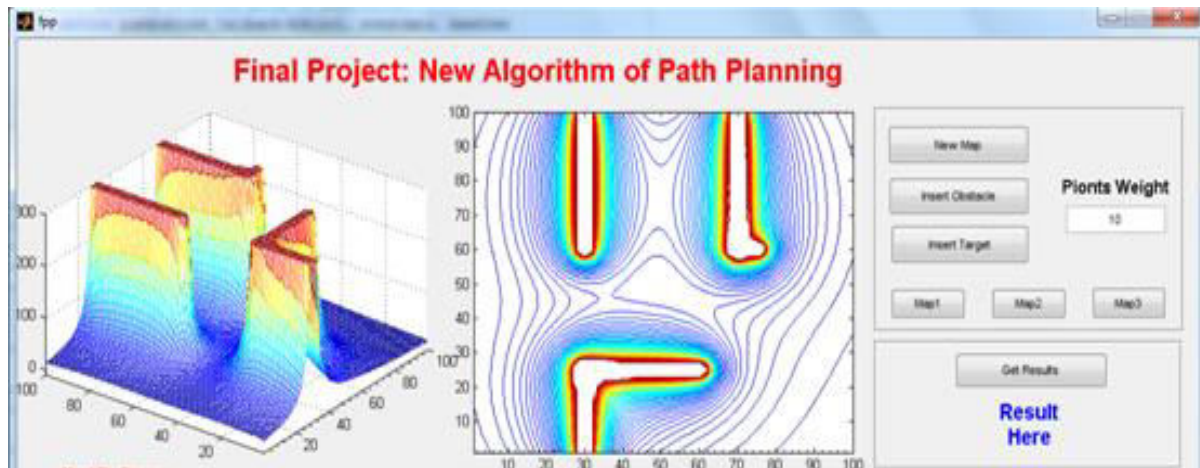 fpp
Final Project: New Algorithm of Path Planning
300
200
100
0
100
80
60
40
20
20
40
60
80
100
100
90
80
70
60
50
40
30
20
10
10 20 30 40 50 60 70 80 90 100
New Map
Insert Obstacle
Insert Target
Pionts Weight
10
Map1 Map2 Map3
Get Results
Result
Here